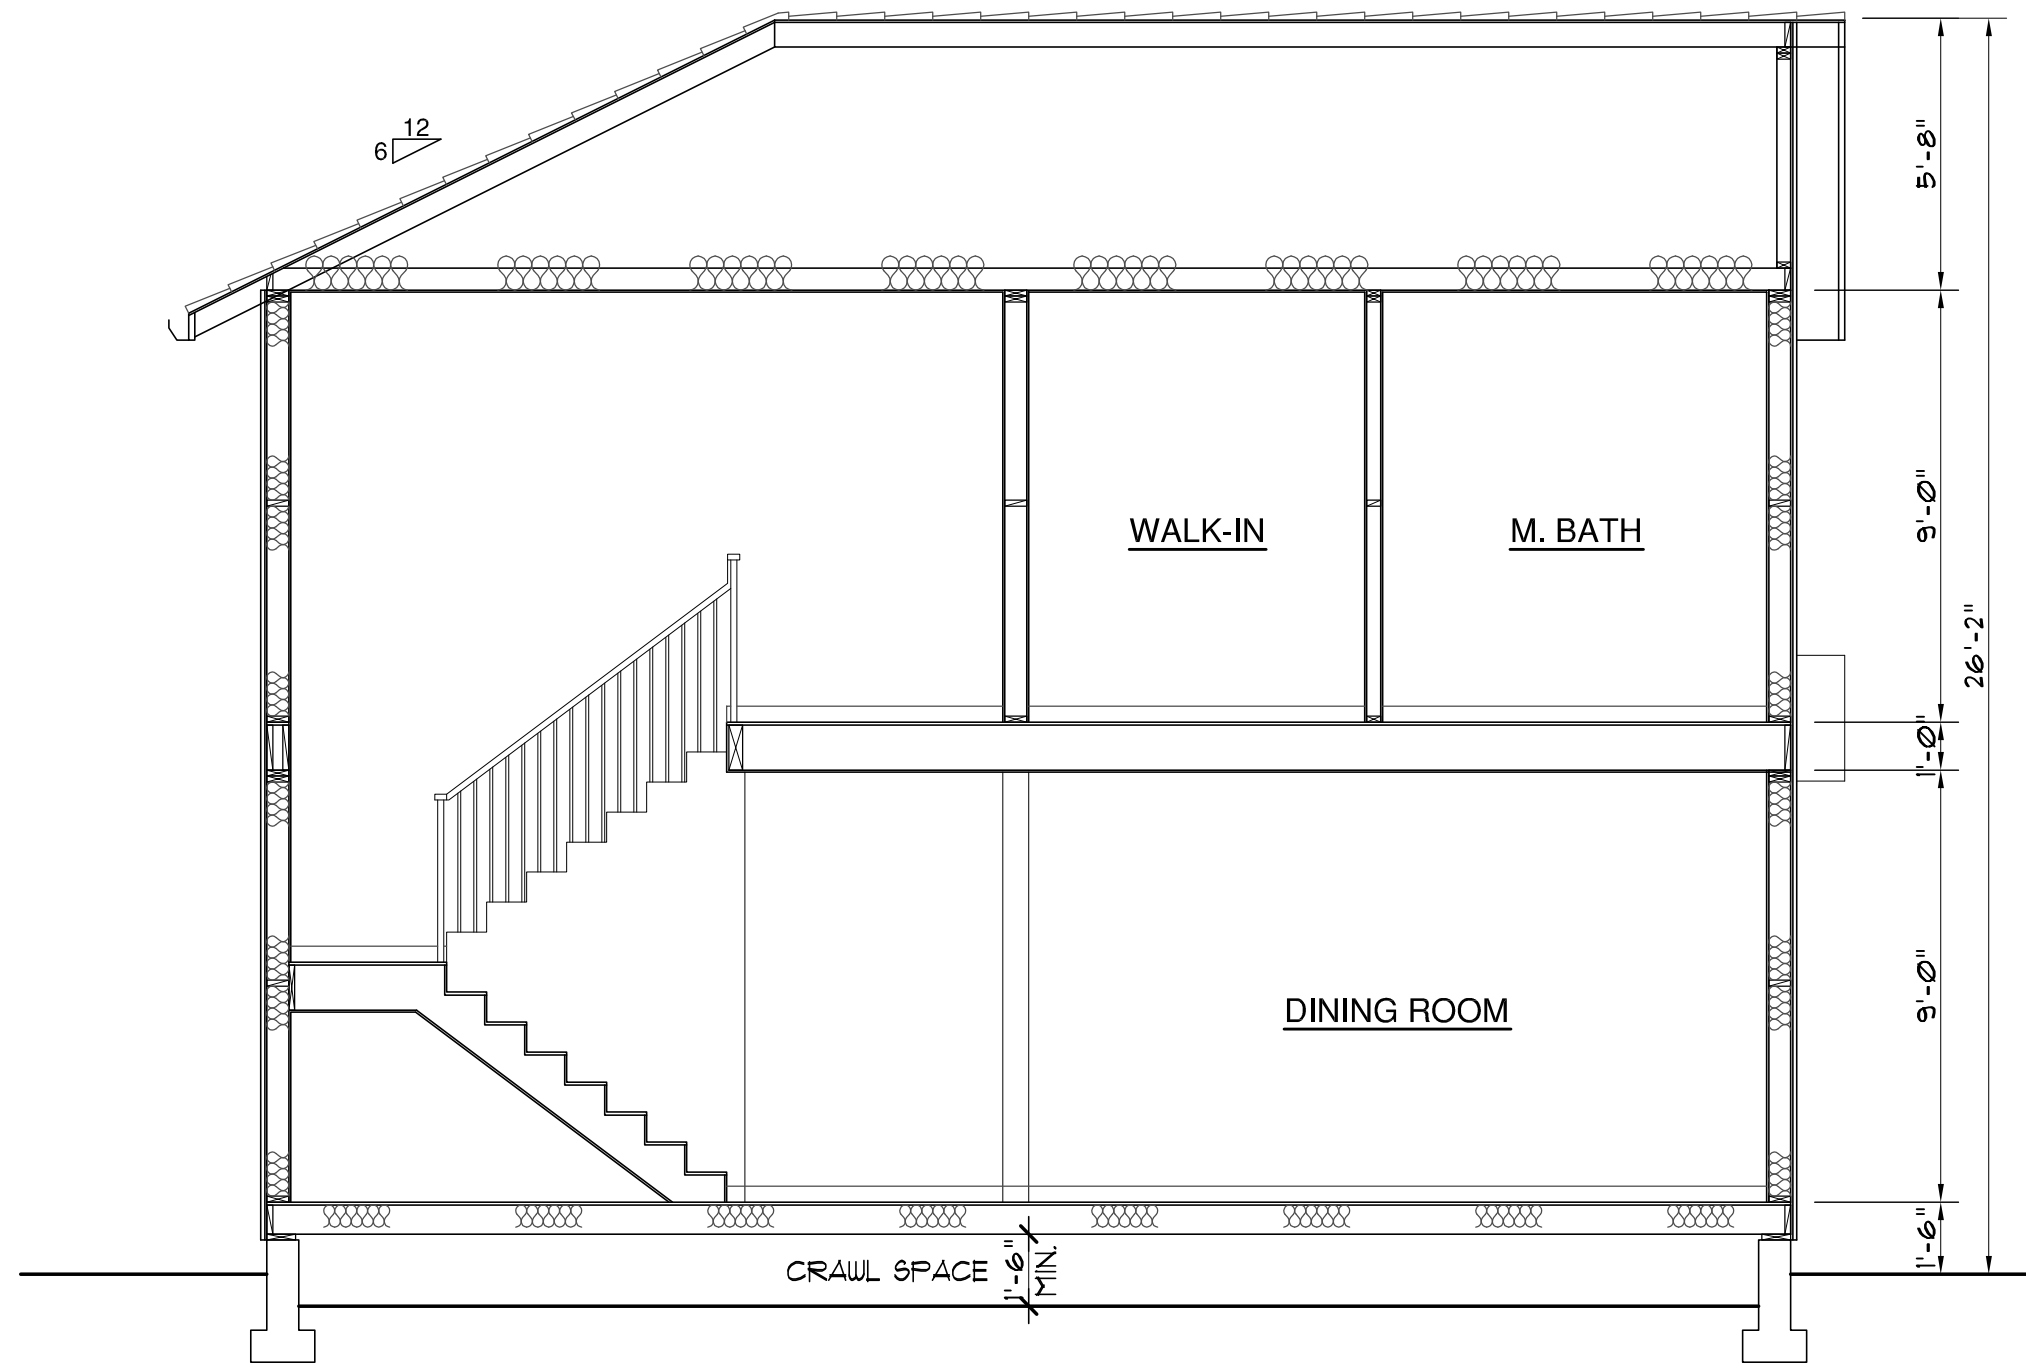 12
6
5'-8"
WALK-IN
M. BATH
9'-0"
26'-2"
1'-0"
9'-0"
DINING ROOM
1'-6"
CRAWL SPACE
1'-6"
MIN.